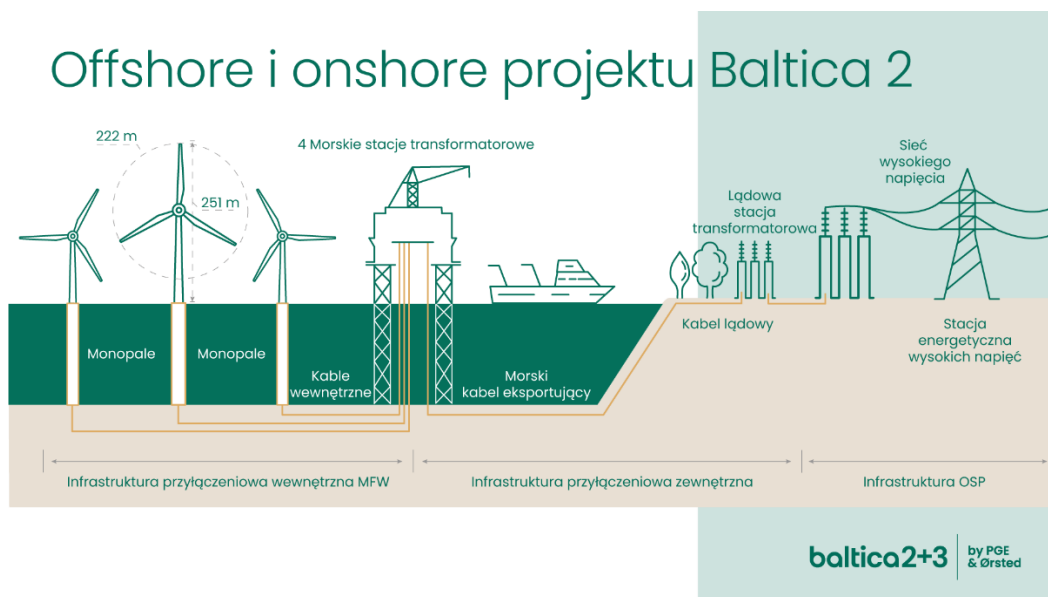 Offshore i onshore projektu Baltica 2
222 m
251 m
4 Morskie stacje transformatorowe
Lądowa
stacja
transformatorowa
Sieć
wysokiego
napięcia
Monopale
Monopale
Kable
wewnętrzne
Morski
kabel eksportujący
Kabel lądowy
Stacja
energetyczna
wysokich napięć
Infrastruktura przyłączeniowa wewnętrzna MFW
Infrastruktura przyłączeniowa zewnętrzna
Infrastruktura OSP
baltica 2+3
by PGE
& Ørsted